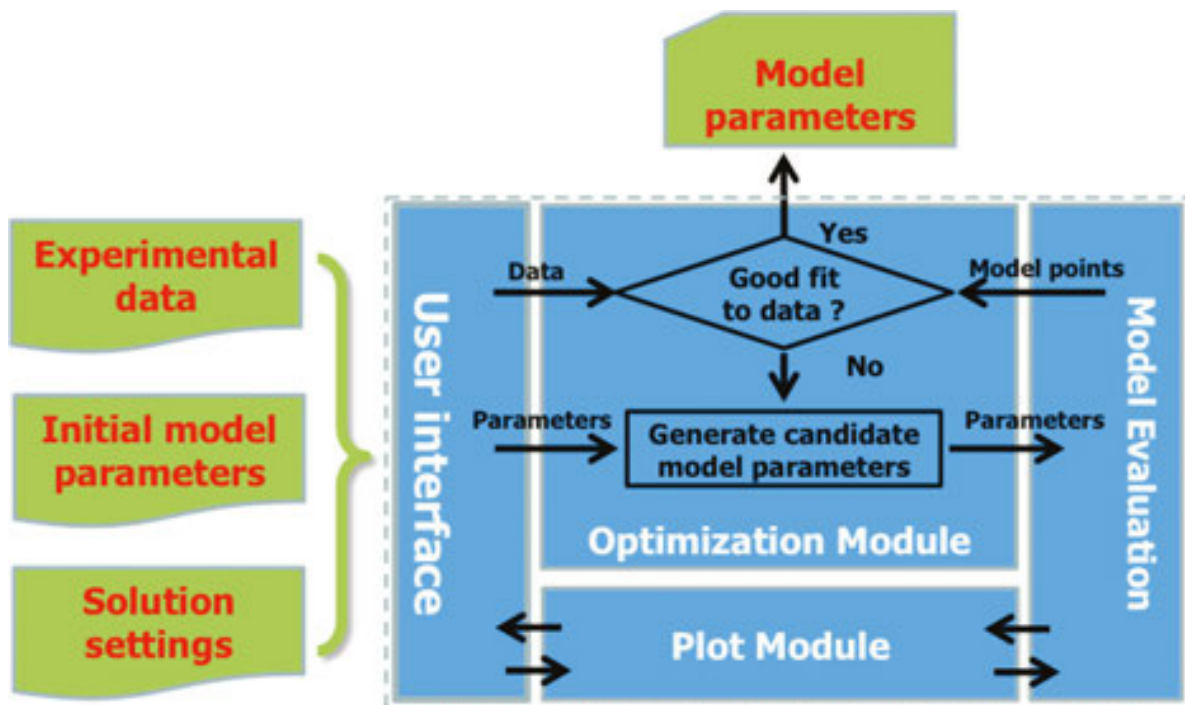 Model
parameters
Experimental
data
Initial model
parameters
Solution
settings
User interface
Data
Yes
Good fit
to data ?
Model points
No
Parameters
Generate candidate
model parameters
Parameters
Optimization Module
Plot Module
Model Evaluation